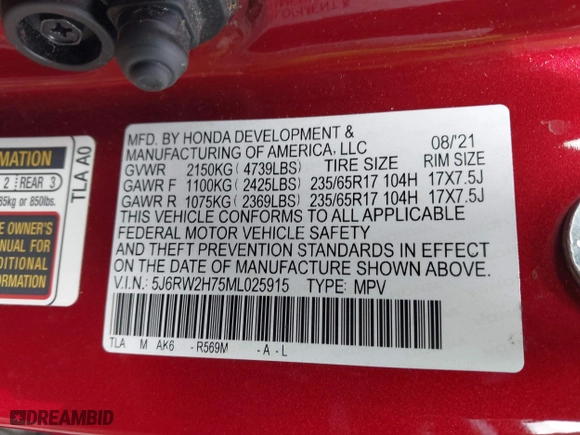 MATION
2 REAR 3
85kg or 850lbs.
E OWNER'S
NUAL FOR
DDITIONAL
ORMATION
TLA A0
MFD. BY HONDA DEVELOPMENT &
MANUFACTURING OF AMERICA, LLC 08/'21
GVWR 2150KG ( 4739LBS) TIRE SIZE RIM SIZE
GAWR F 1100KG ( 2425LBS) 235/65R17 104H 17X7.5J
GAWR R 1075KG ( 2369LBS) 235/65R17 104H 17X7.5J
THIS VEHICLE CONFORMS TO ALL APPLICABLE
FEDERAL MOTOR VEHICLE SAFETY
AND THEFT PREVENTION STANDARDS IN EFFECT
ON THE DATE OF MANUFACTURE SHOWN ABOVE.
V.I.N.: 5J6RW2H75ML025915 TYPE: MPV
TLA M AK6 - R569M - A - L
DREAMBID